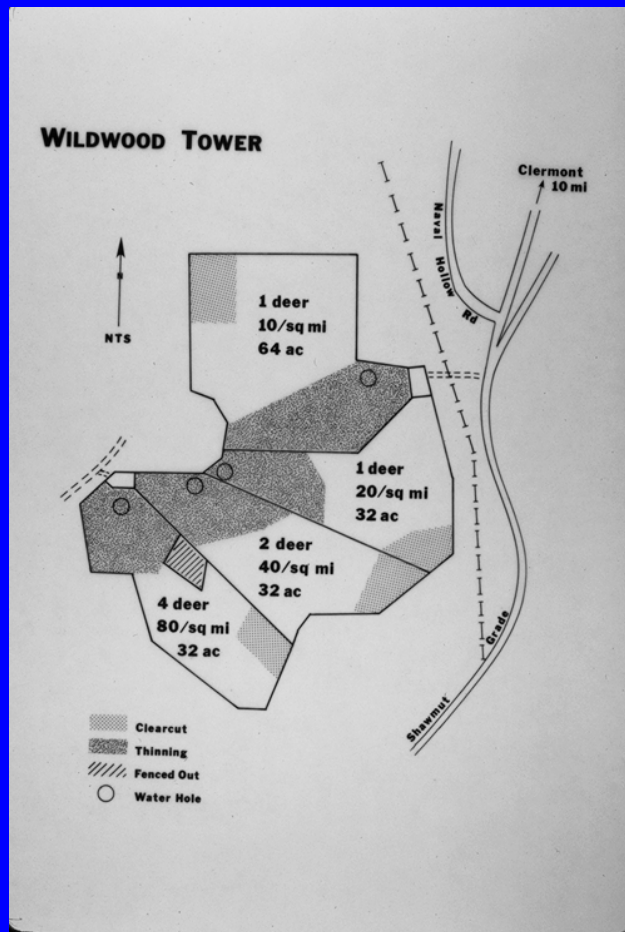 WILDWOOD TOWER
Clermont
10 mi
Naval Hollow Rd
N
NTS
1 deer
10/sq mi
64 ac
1 deer
20/sq mi
32 ac
2 deer
40/sq mi
32 ac
4 deer
80/sq mi
32 ac
Shawmut Grade
Clearcut
Thinning
Fenced Out
Water Hole